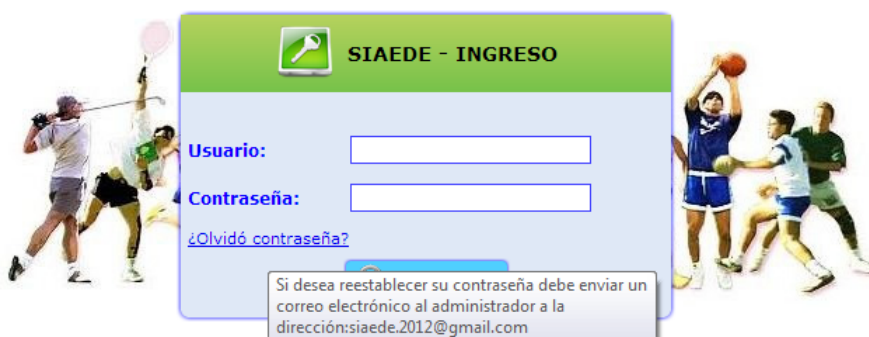 SIAEDE - INGRESO
Usuario:
Contraseña:
¿Olvidó contraseña?
Si desea reestablecer su contraseña debe enviar un
correo electrónico al administrador a la
dirección:siaede.2012@gmail.com